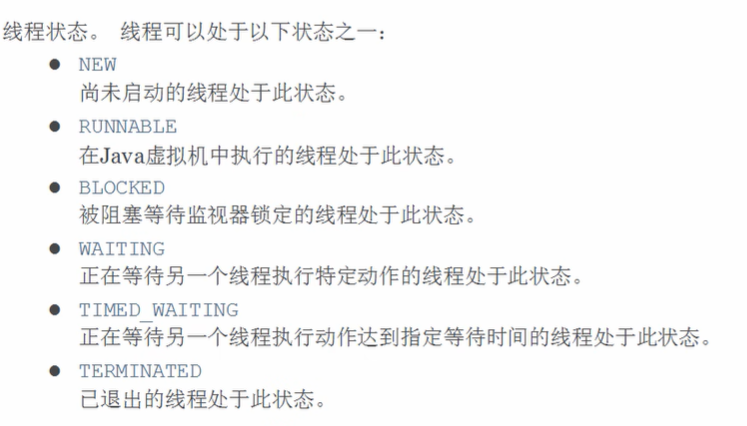 线程状态。 线程可以处于以下状态之一:
● NEW
尚未启动的线程处于此状态。
● RUNNABLE
在Java虚拟机中执行的线程处于此状态。
● BLOCKED
被阻塞等待监视器锁定的线程处于此状态。
● WAITING
正在等待另一个线程执行特定动作的线程处于此状态。
● TIMED_WAITING
正在等待另一个线程执行动作达到指定等待时间的线程处于此状态。
● TERMINATED
已退出的线程处于此状态。